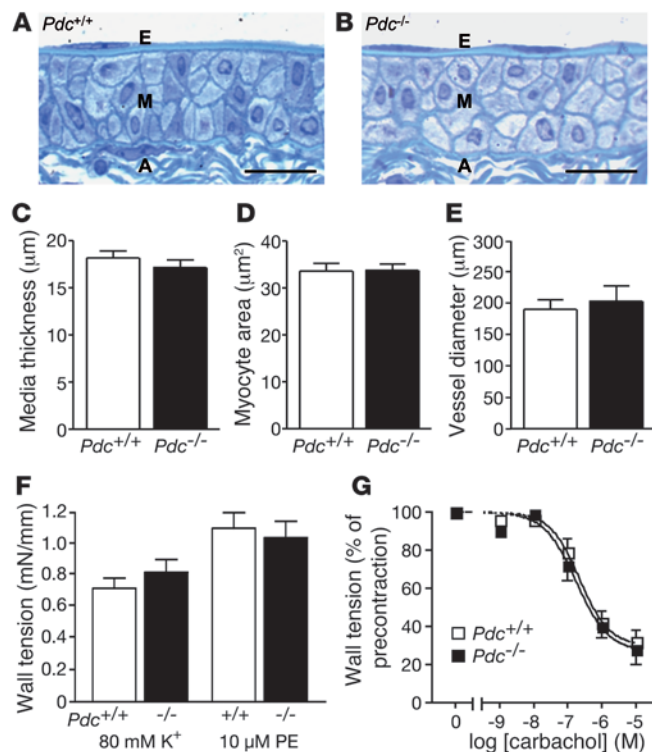 A Pdc+/+
E
M
A
B Pdc-/-
E
M
A
C
Media thickness (μm)
20
15
10
5
0
Pdc+/+ Pdc-/-
D
Myocyte area (μm²)
40
30
20
10
0
Pdc+/+ Pdc-/-
E
Vessel diameter (μm)
300
250
200
150
100
50
0
Pdc+/+ Pdc-/-
F
Wall tension (mN/mm)
1.2
1.0
0.8
0.6
0.4
0.2
0
Pdc+/+ -/- +/+ -/-
80 mM K+ 10 μM PE
G
Wall tension (% of
precontraction)
100
80
60
40
20
0
Pdc+/+
Pdc-/-
0 -9 -8 -7 -6 -5
log [carbachol] (M)